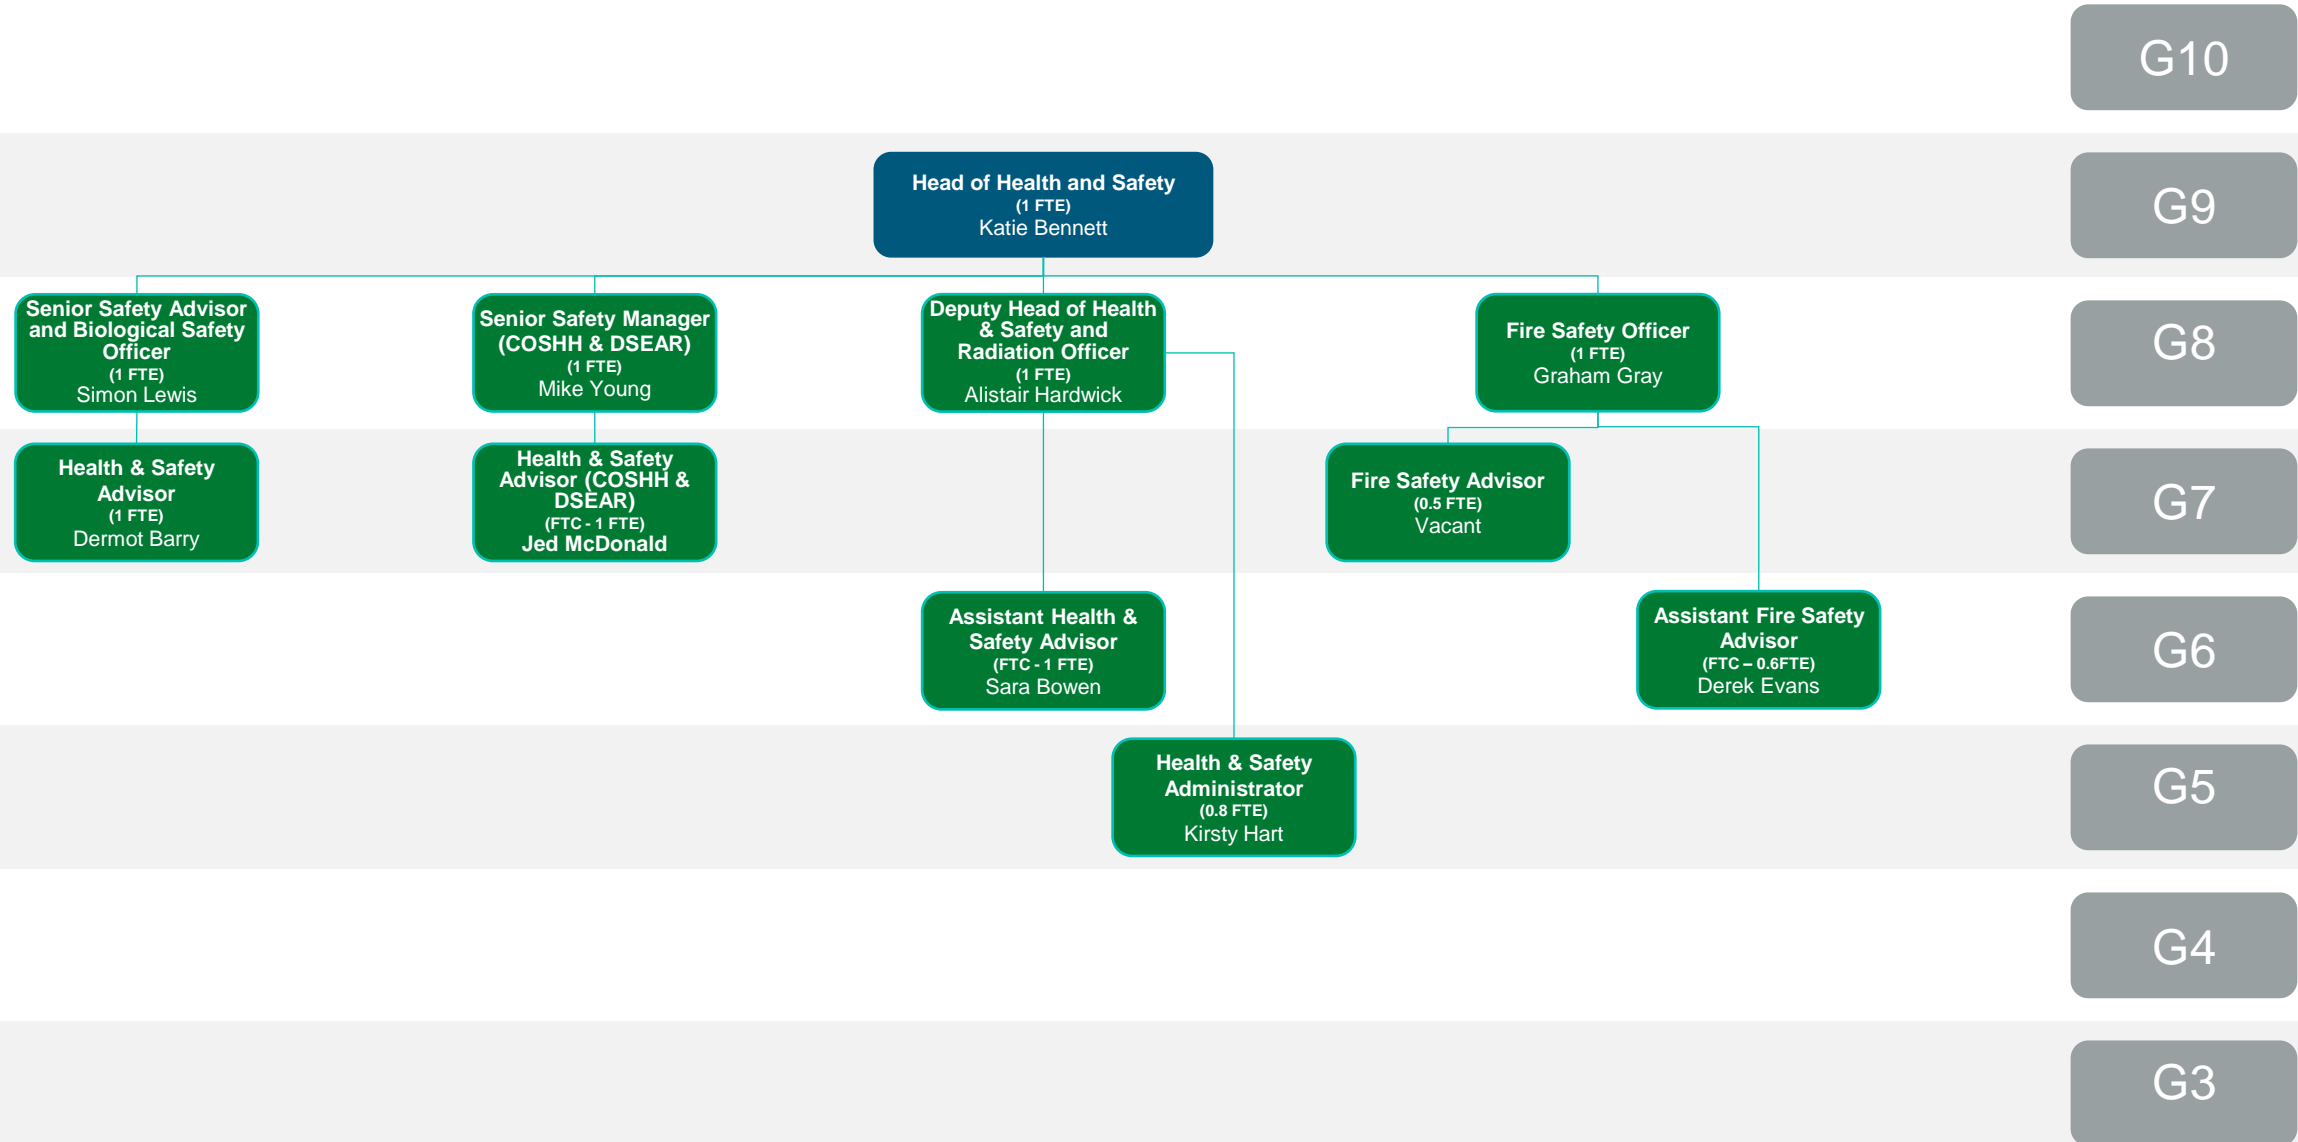 G10
Head of Health and Safety
(1 FTE)
Katie Bennett
G9
Senior Safety Advisor
and Biological Safety
Officer
(1 FTE)
Simon Lewis
Senior Safety Manager
(COSHH & DSEAR)
(1 FTE)
Mike Young
Deputy Head of Health
& Safety and
Radiation Officer
(1 FTE)
Alistair Hardwick
Fire Safety Officer
(1 FTE)
Graham Gray
G8
Health & Safety
Advisor
(1 FTE)
Dermot Barry
Health & Safety
Advisor (COSHH &
DSEAR)
(FTC - 1 FTE)
Jed McDonald
Fire Safety Advisor
(0.5 FTE)
Vacant
G7
Assistant Health &
Safety Advisor
(FTC - 1 FTE)
Sara Bowen
Assistant Fire Safety
Advisor
(FTC – 0.6FTE)
Derek Evans
G6
Health & Safety
Administrator
(0.8 FTE)
Kirsty Hart
G5
G4
G3